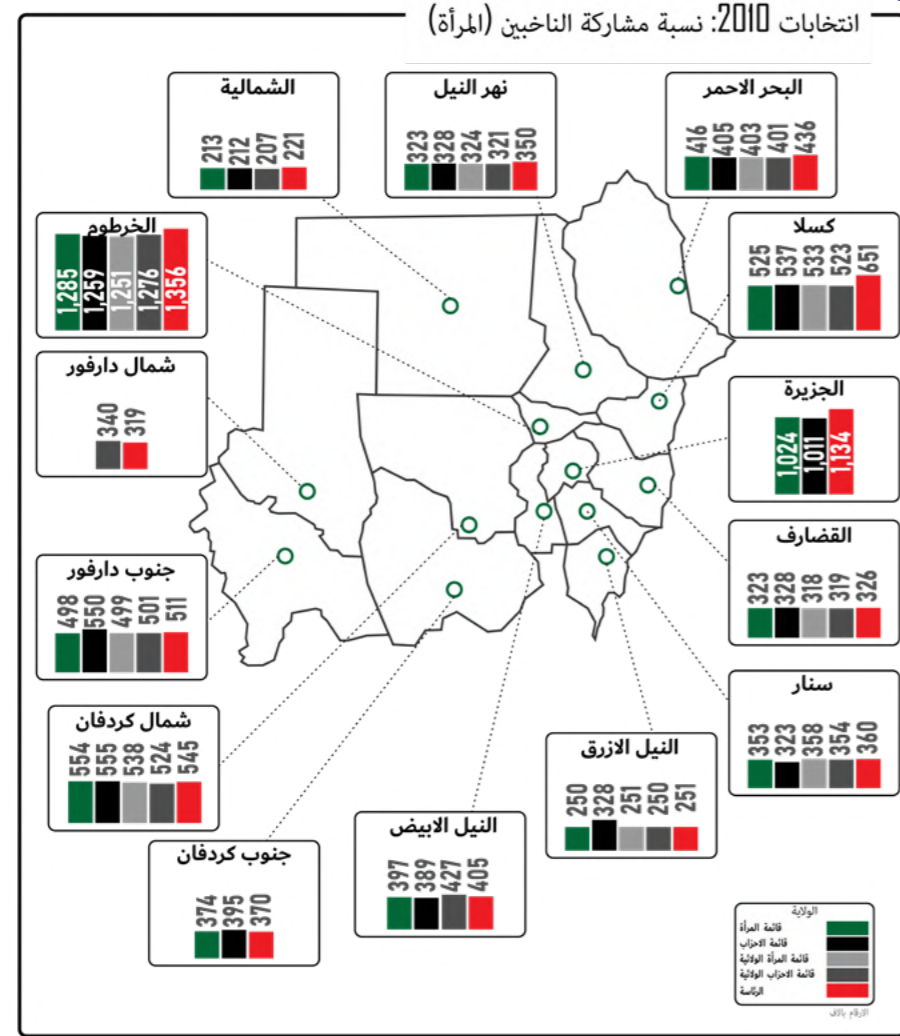 انتخابات 2010: نسبة مشاركة الناخبين (المرأة)
البحر الاحمر
416 405 403 401 436
نهر النيل
323 328 324 321 350
الشمالية
213 212 207 221
كسلا
525 537 533 523 651
الخرطوم
1,285 1,259 1,251 1,276 1,356
شمال دارفور
340 319
الجزيرة
1,024 1,011 1,134
القضارف
323 328 318 319 326
جنوب دارفور
498 550 499 501 511
سنار
353 323 358 354 360
شمال كردفان
554 555 538 524 545
النيل الازرق
250 328 251 250 251
النيل الابيض
397 389 427 405
جنوب كردفان
374 395 370
الولاية
قائمة المرأة
قائمة الاحزاب
قائمة المرأة الولائية
قائمة الاحزاب الولائية
الرئاسة
الارقام بالاف